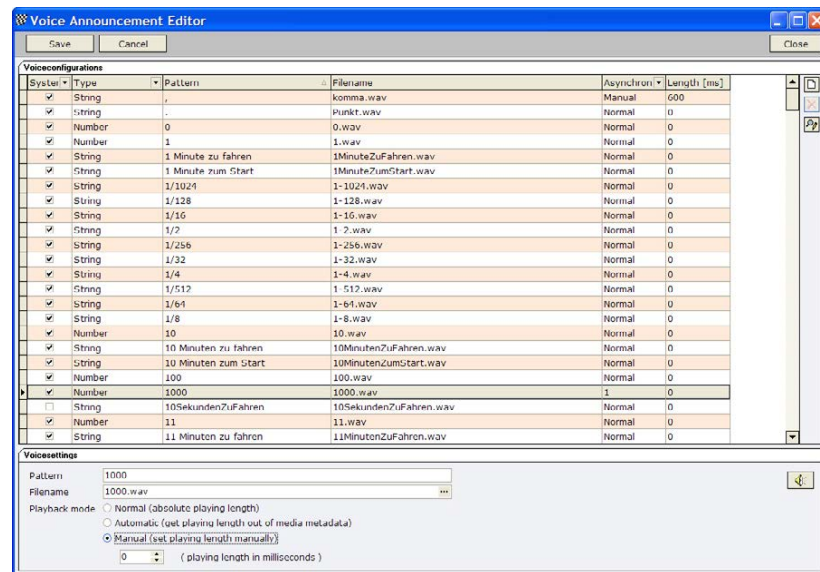 Voice Announcement Editor
Save Cancel Close
Voiceconfigurations
System Type Pattern Filename Asynchron Length [ms]
String , komma.wav Manual 600
String . Punkt.wav Normal 0
Number 0 0.wav Normal 0
Number 1 1.wav Normal 0
String 1 Minute zu fahren 1MinuteZuFahren.wav Normal 0
String 1 Minute zum Start 1MinuteZumStart.wav Normal 0
String 1/1024 1-1024.wav Normal 0
String 1/128 1-128.wav Normal 0
String 1/16 1-16.wav Normal 0
String 1/2 1-2.wav Normal 0
String 1/256 1-256.wav Normal 0
String 1/32 1-32.wav Normal 0
String 1/4 1-4.wav Normal 0
String 1/512 1-512.wav Normal 0
String 1/64 1-64.wav Normal 0
String 1/8 1-8.wav Normal 0
Number 10 10.wav Normal 0
String 10 Minuten zu fahren 10MinutenZuFahren.wav Normal 0
String 10 Minuten zum Start 10MinutenZumStart.wav Normal 0
Number 100 100.wav Normal 0
Number 1000 1000.wav 1 0
String 10SekundenZuFahren 10SekundenZuFahren.wav Normal 0
Number 11 11.wav Normal 0
String 11 Minuten zu fahren 11MinutenZuFahren.wav Normal 0
Voicesettings
Pattern 1000
Filename 1000.wav ...
Playback mode Normal (absolute playing length)
Automatic (get playing length out of media metadata)
Manual (set playing length manually)
0 ( playing length in milliseconds )